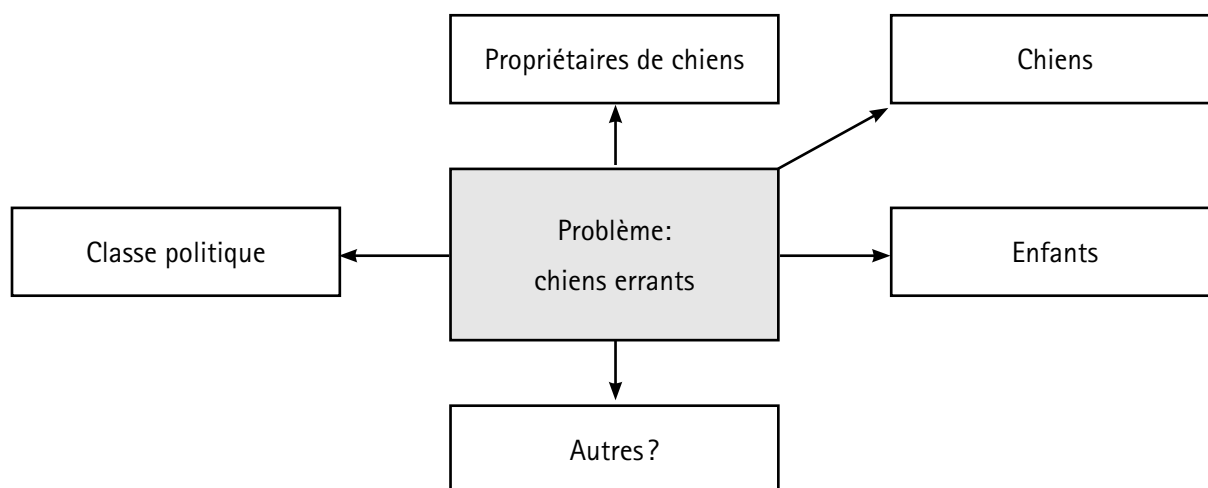 Propriétaires de chiens
Chiens
Classe politique
Problème:
chiens errants
Enfants
Autres?